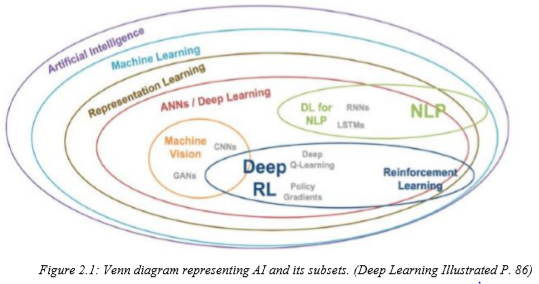 Artificial Intelligence
Machine Learning
Representation Learning
ANNs / Deep Learning
DL for
NLP
RNNs
LSTMs
NLP
Machine
Vision
CNNs
GANs
Deep
RL
Deep
Q-Learning
Policy
Gradients
Reinforcement
Learning
Figure 2.1: Venn diagram representing AI and its subsets. (Deep Learning Illustrated P. 86)